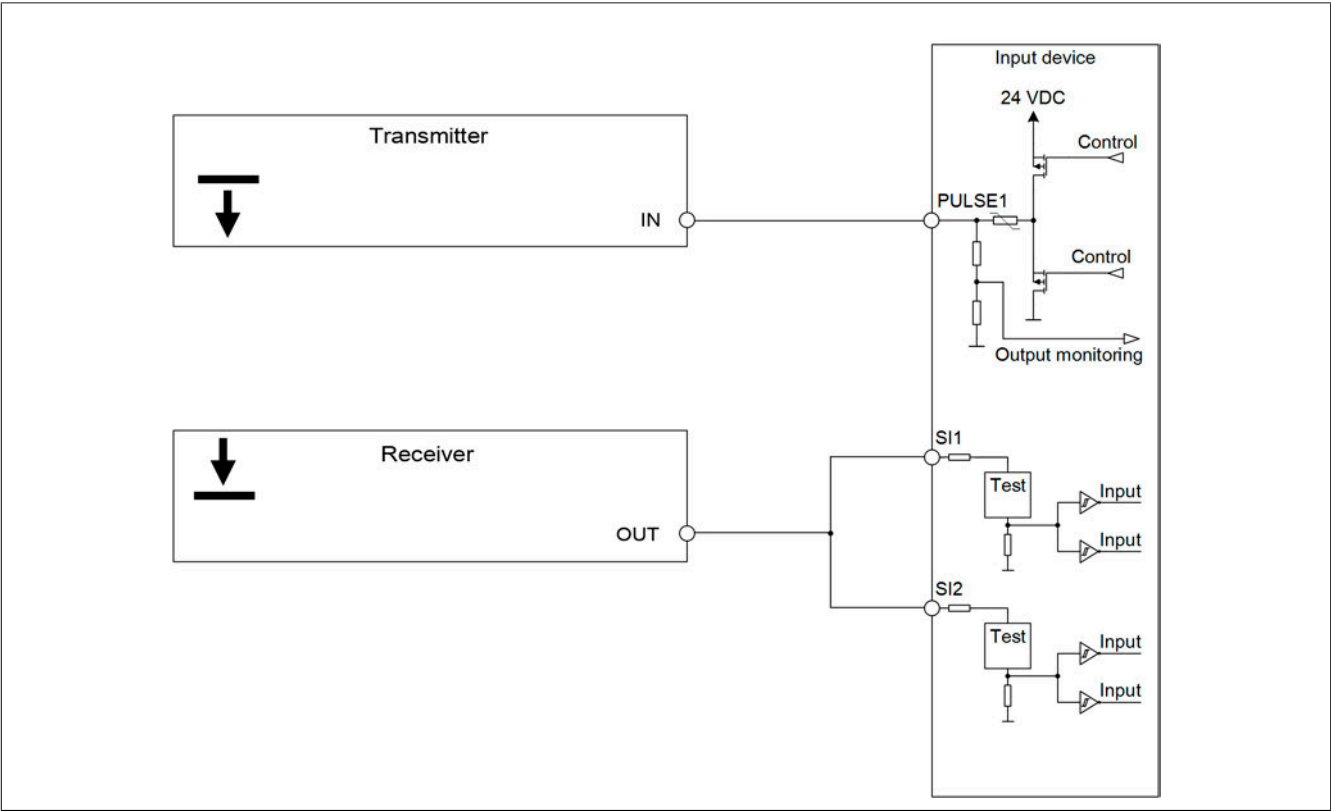 Input device
24 VDC
Transmitter
Control
PULSE1
IN
Control
Output monitoring
Receiver
SI1
Test
Input
OUT
Input
SI2
Test
Input
Input